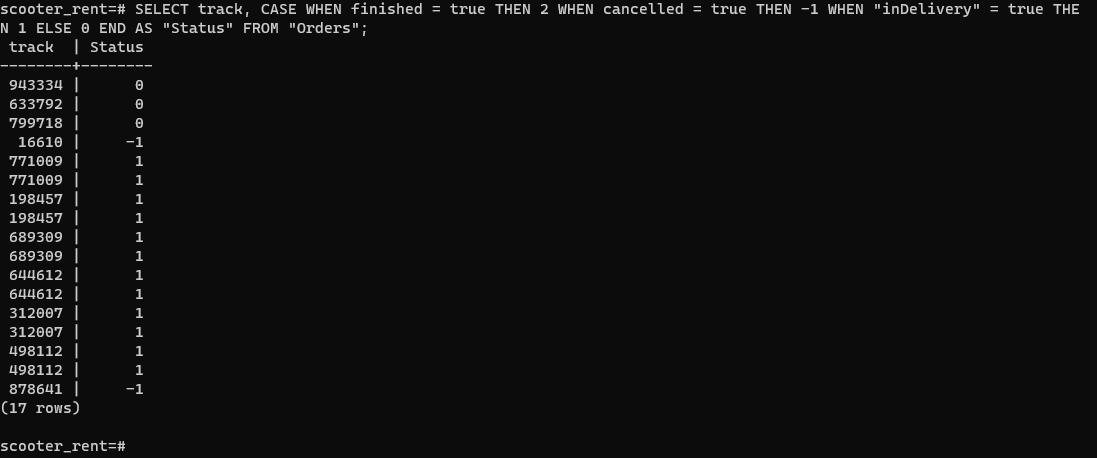 scooter_rent=# SELECT track, CASE WHEN finished = true THEN 2 WHEN cancelled = true THEN -1 WHEN "inDelivery" = true THE
N 1 ELSE 0 END AS "Status" FROM "Orders";
 track  | Status
--------+--------
 943334 |      0
 633792 |      0
 799718 |      0
  16610 |     -1
 771009 |      1
 771009 |      1
 198457 |      1
 198457 |      1
 689309 |      1
 689309 |      1
 644612 |      1
 644612 |      1
 312007 |      1
 312007 |      1
 498112 |      1
 498112 |      1
 878641 |     -1
(17 rows)

scooter_rent=#